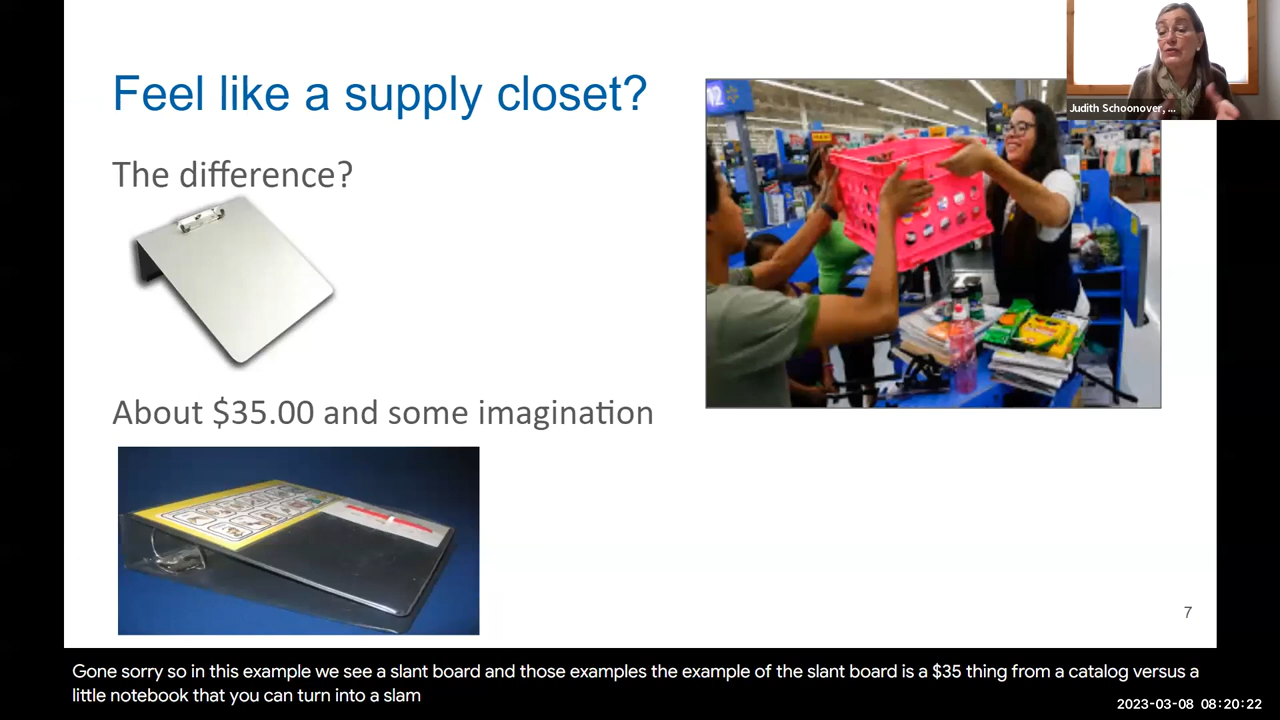 Feel like a supply closet?
The difference?
About $35.00 and some imagination
12
Judith Schoonover, ...
7
Gone sorry so in this example we see a slant board and those examples the example of the slant board is a $35 thing from a catalog versus a
little notebook that you can turn into a slam
2023-03-08 08:20:22